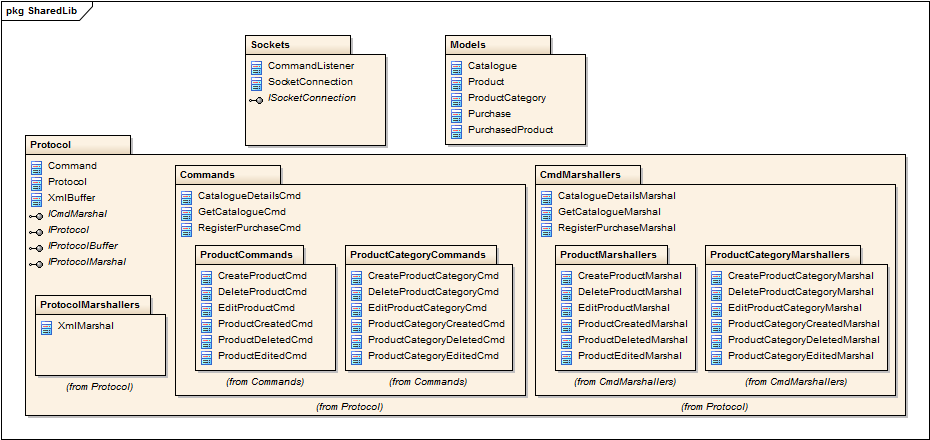 pkg SharedLib
Sockets
CommandListener
SocketConnection
ISocketConnection
Models
Catalogue
Product
ProductCategory
Purchase
PurchasedProduct
Protocol
Command
Protocol
XmlBuffer
ICmdMarshal
IProtocol
IProtocolBuffer
IProtocolMarshal
ProtocolMarshallers
XmlMarshal
(from Protocol)
Commands
CatalogueDetailsCmd
GetCatalogueCmd
RegisterPurchaseCmd
ProductCommands
CreateProductCmd
DeleteProductCmd
EditProductCmd
ProductCreatedCmd
ProductDeletedCmd
ProductEditedCmd
(from Commands)
ProductCategoryCommands
CreateProductCategoryCmd
DeleteProductCategoryCmd
EditProductCategoryCmd
ProductCategoryCreatedCmd
ProductCategoryDeletedCmd
ProductCategoryEditedCmd
(from Commands)
(from Protocol)
CmdMarshallers
CatalogueDetailsMarshal
GetCatalogueMarshal
RegisterPurchaseMarshal
ProductMarshallers
CreateProductMarshal
DeleteProductMarshal
EditProductMarshal
ProductCreatedMarshal
ProductDeletedMarshal
ProductEditedMarshal
(from CmdMarshallers)
ProductCategoryMarshallers
CreateProductCategoryMarshal
DeleteProductCategoryMarshal
EditProductCategoryMarshal
ProductCategoryCreatedMarshal
ProductCategoryDeletedMarshal
ProductCategoryEditedMarshal
(from CmdMarshallers)
(from Protocol)